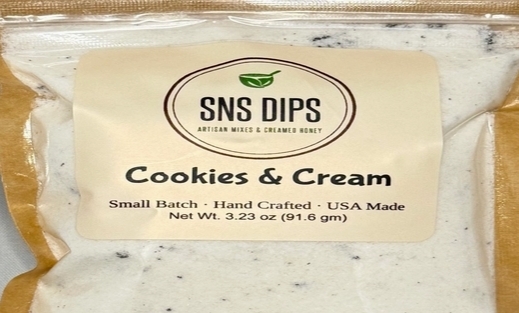 SNS DIPS
ARTISAN MIXES & CREAMED HONEY
Cookies & Cream
Small Batch · Hand Crafted · USA Made
Net Wt. 3.23 oz (91.6 gm)